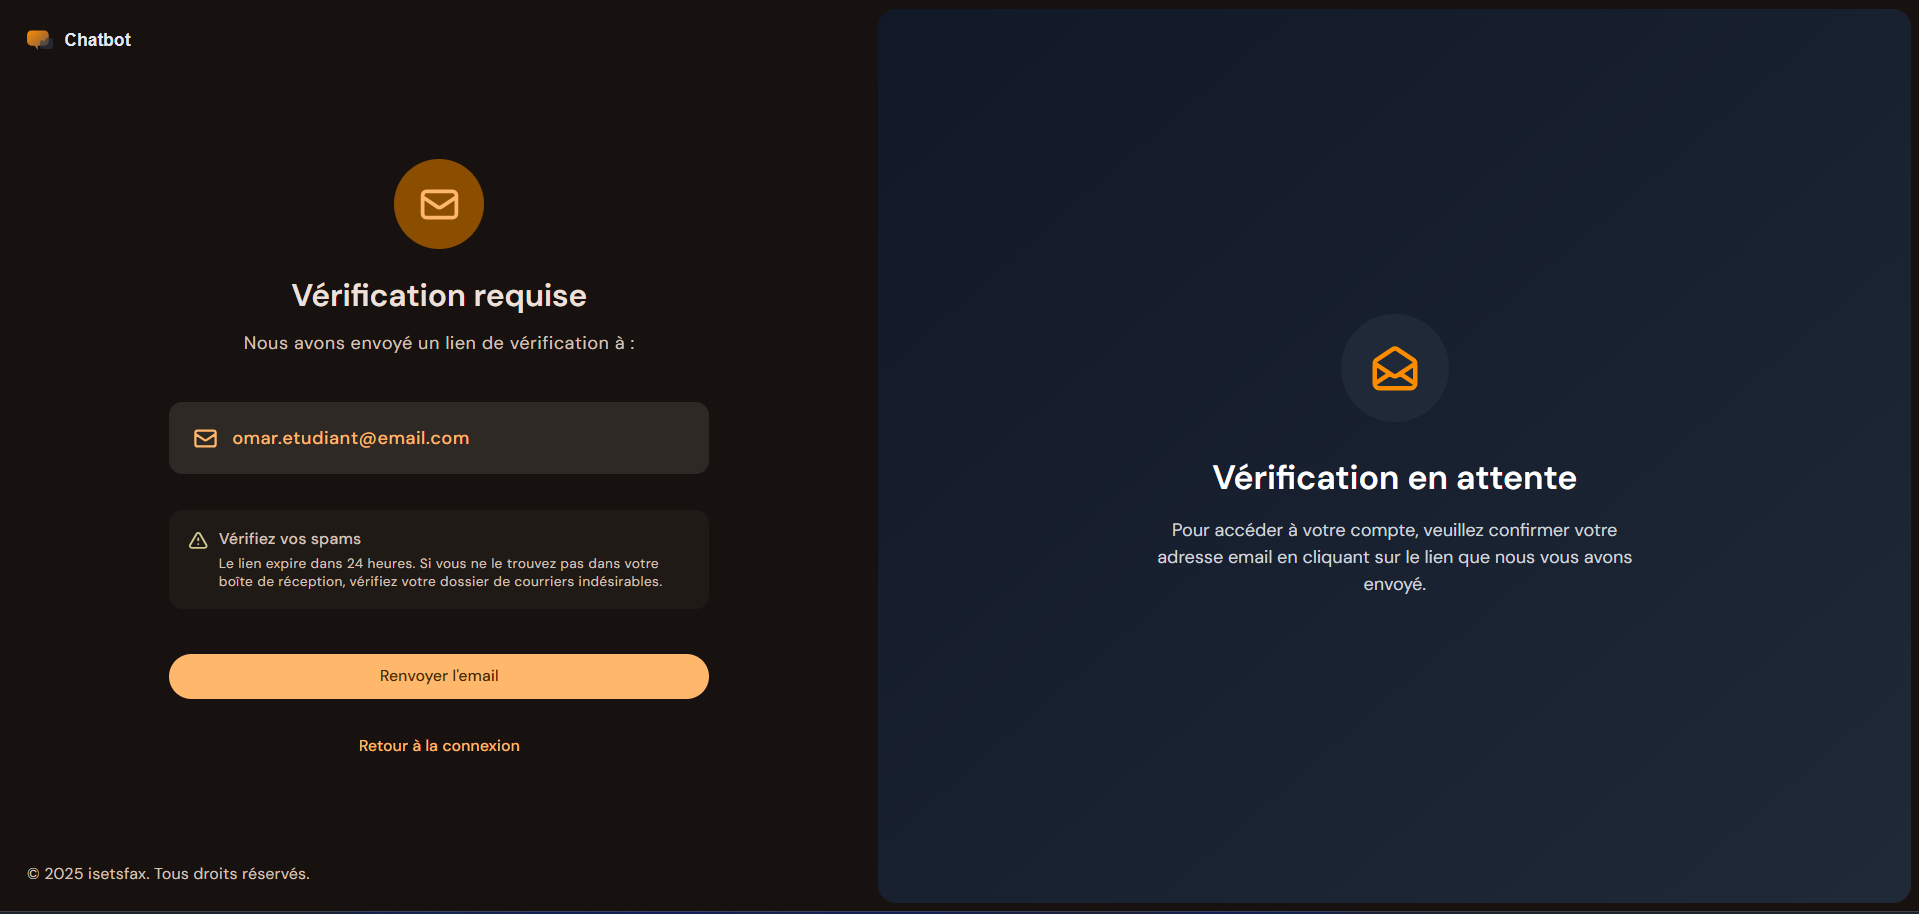 Chatbot
Vérification requise
Nous avons envoyé un lien de vérification à :
omar.etudiant@email.com
Vérifiez vos spams
Le lien expire dans 24 heures. Si vous ne le trouvez pas dans votre
boîte de réception, vérifiez votre dossier de courriers indésirables.
Renvoyer l'email
Retour à la connexion
© 2025 isetsfax. Tous droits réservés.
Vérification en attente
Pour accéder à votre compte, veuillez confirmer votre
adresse email en cliquant sur le lien que nous vous avons
envoyé.